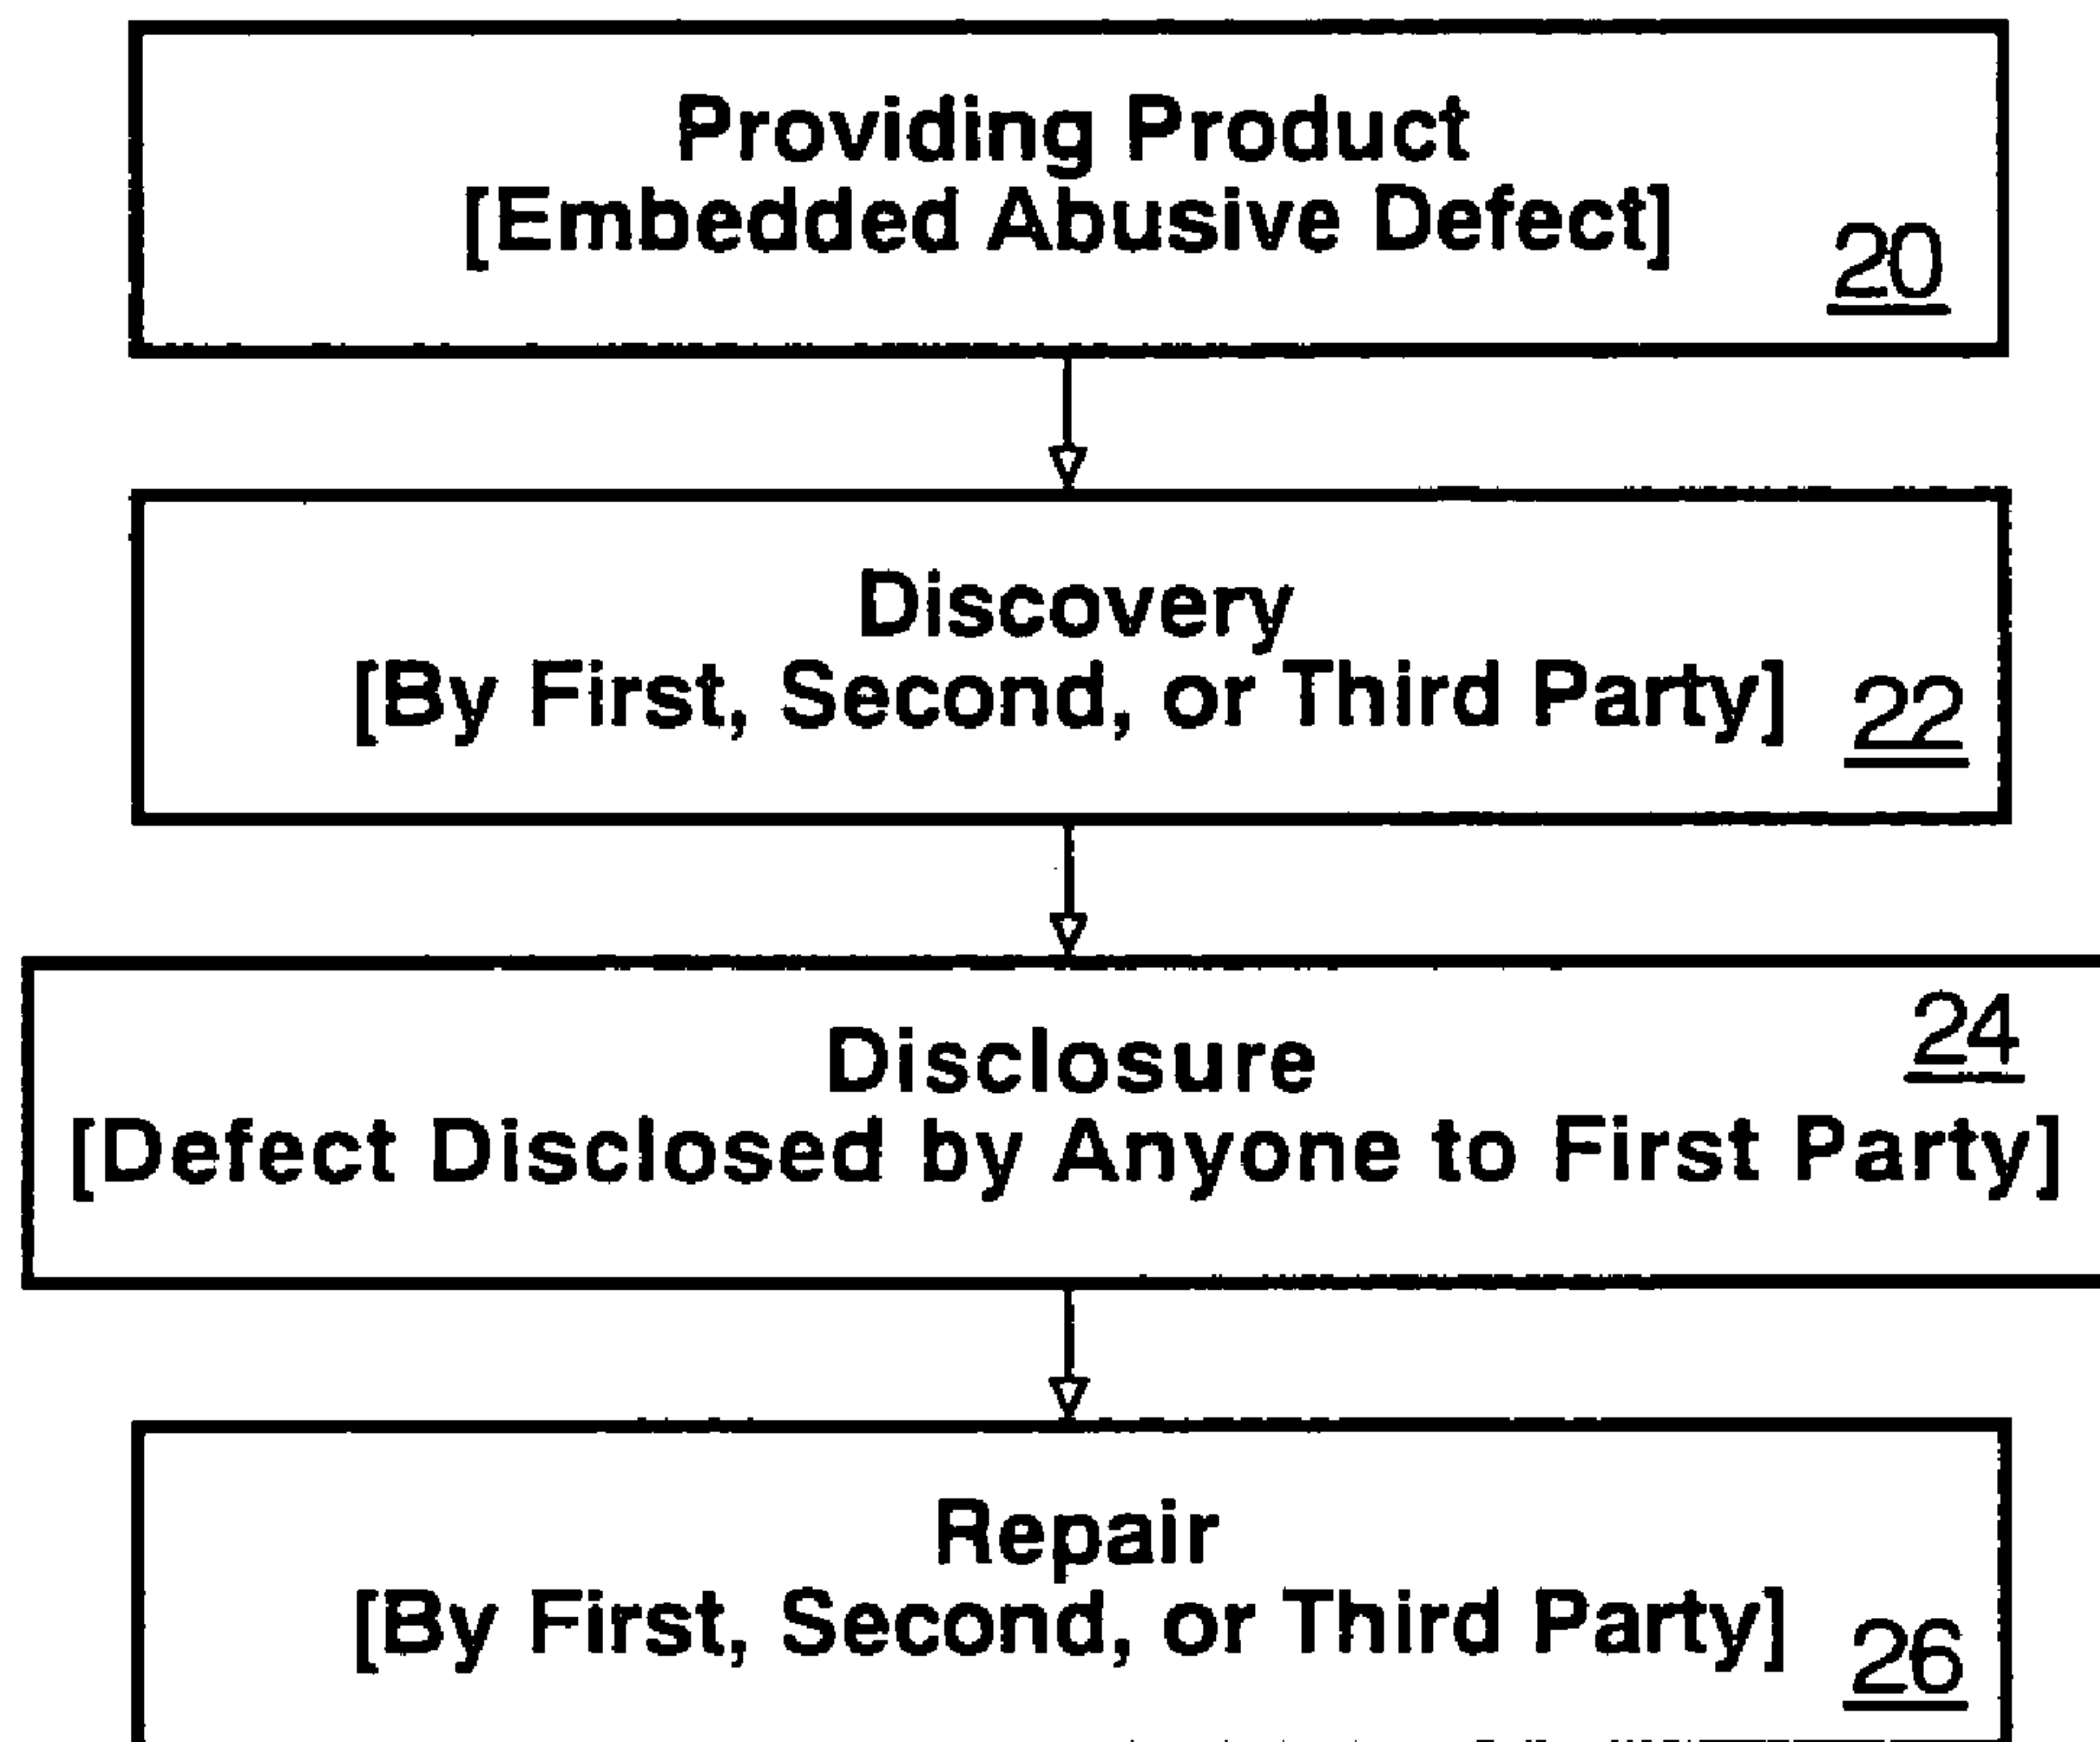 Providing Product
[Embedded Abusive Defect]
20
Discovery
[By First, Second, or Third Party]
22
24
Disclosure
[Defect Disclosed by Anyone to First Party]
Repair
[By First, Second, or Third Party]
26